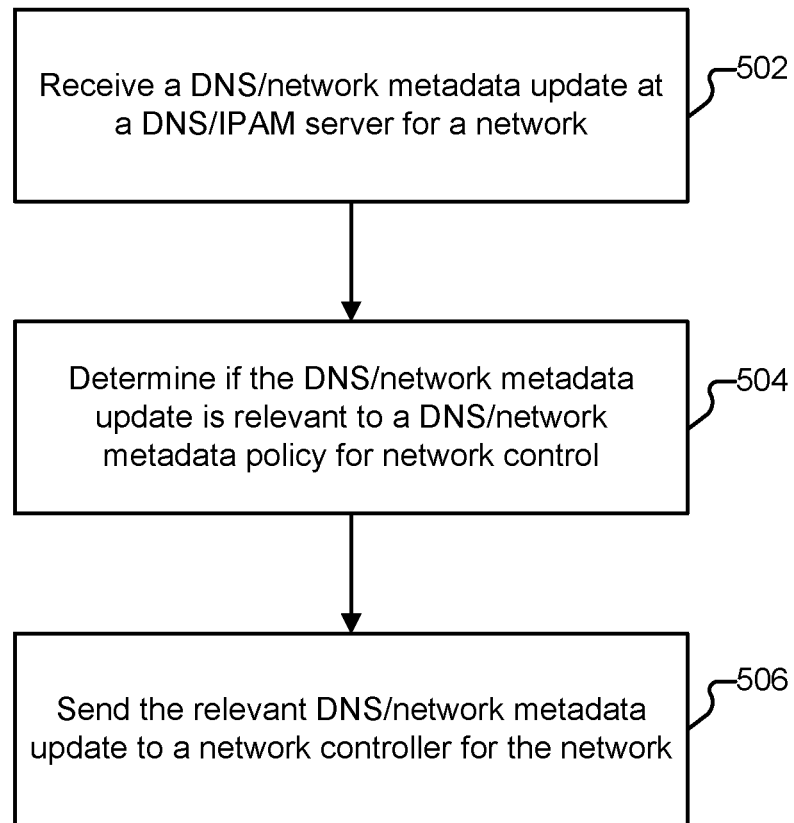 Receive a DNS/network metadata update at
a DNS/IPAM server for a network
502
Determine if the DNS/network metadata
update is relevant to a DNS/network
metadata policy for network control
504
Send the relevant DNS/network metadata
update to a network controller for the network
506